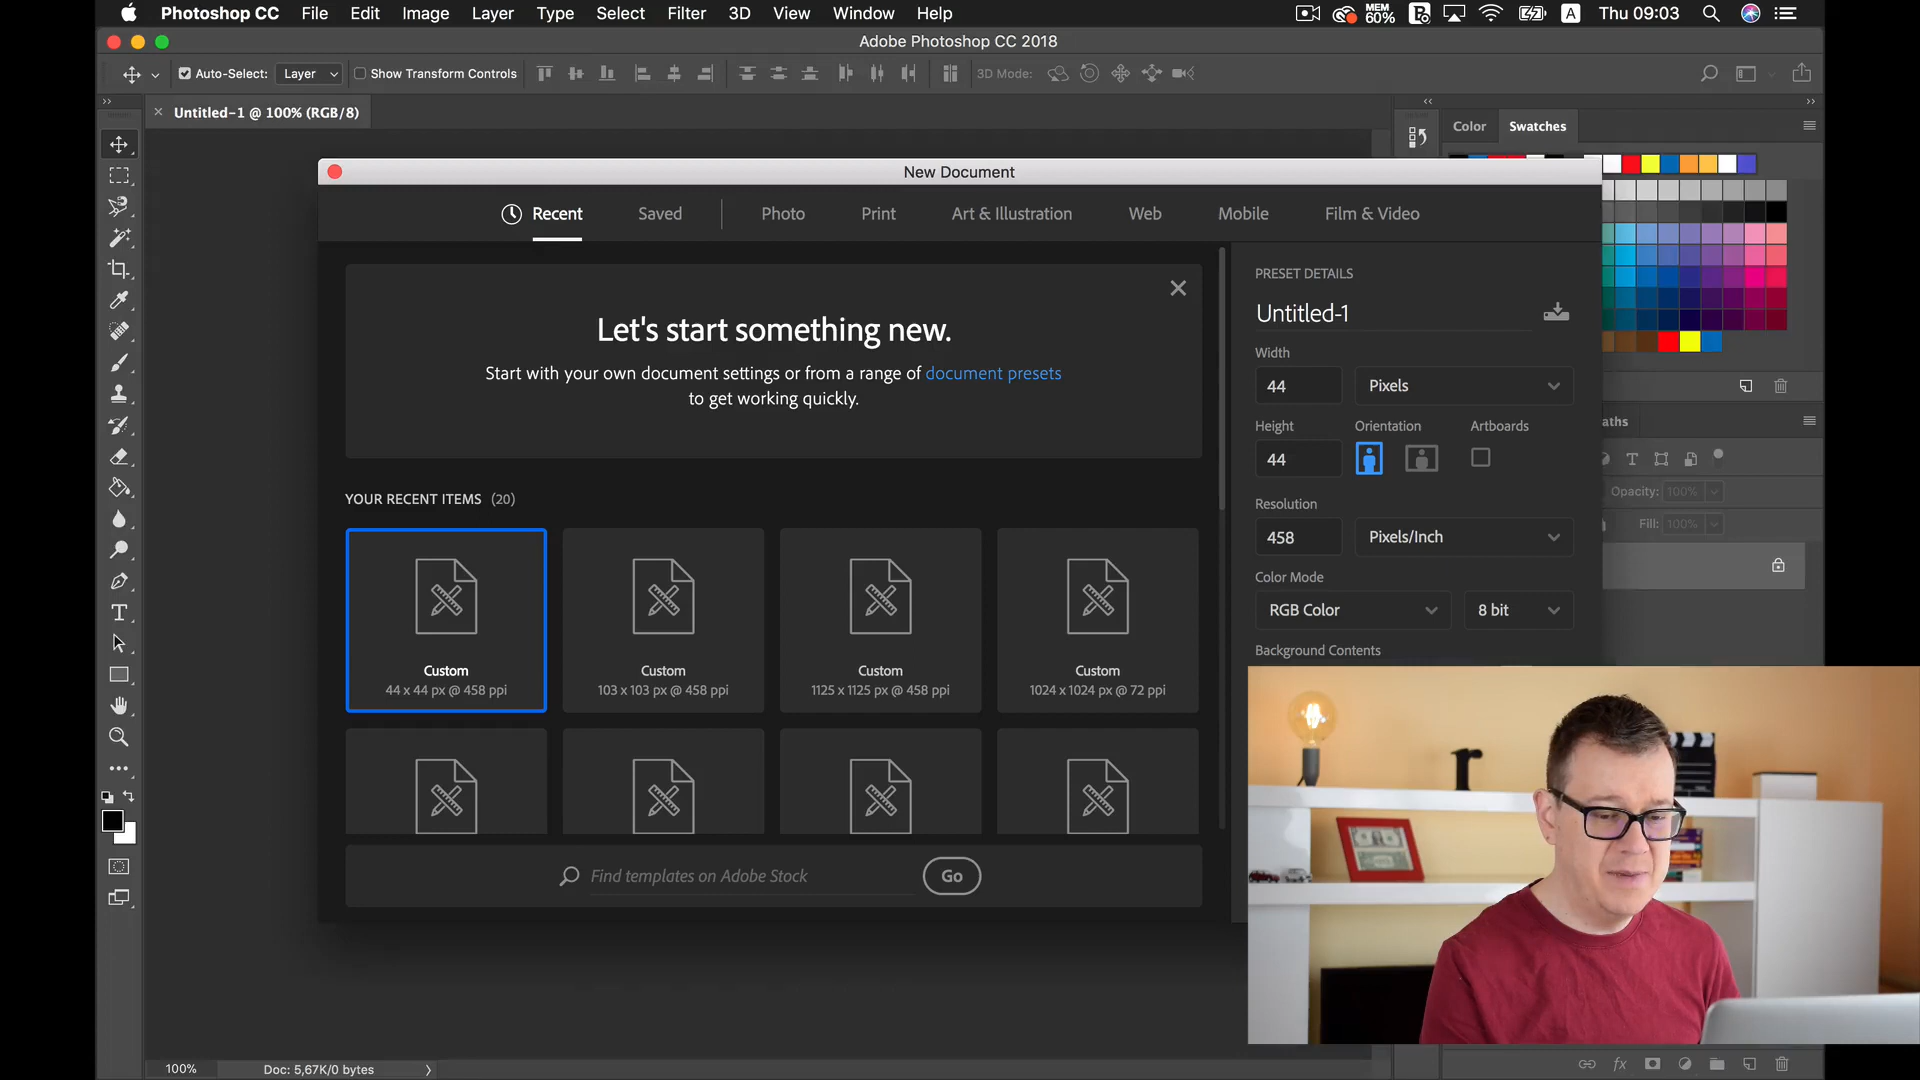 Photoshop CC File Edit Image Layer Type Select Filter 3D View Window Help MEM 60% A Thu 09:03
Adobe Photoshop CC 2018
Auto-Select: Layer Show Transform Controls 3D Mode:
Untitled-1 @ 100% (RGB/8)
Color Swatches
New Document
Recent Saved Photo Print Art & Illustration Web Mobile Film & Video
Let's start something new.
Start with your own document settings or from a range of document presets
to get working quickly.
YOUR RECENT ITEMS (20)
Custom
44 x 44 px @ 458 ppi
Custom
103 x 103 px @ 458 ppi
Custom
1125 x 1125 px @ 458 ppi
Custom
1024 x 1024 px @ 72 ppi
Find templates on Adobe Stock Go
PRESET DETAILS
Untitled-1
Width
44 Pixels
Height Orientation Artboards
44
Resolution
458 Pixels/Inch
Color Mode
RGB Color 8 bit
Background Contents
aths
Opacity: 100%
Fill: 100%
fx
100% Doc: 5,67K/0 bytes